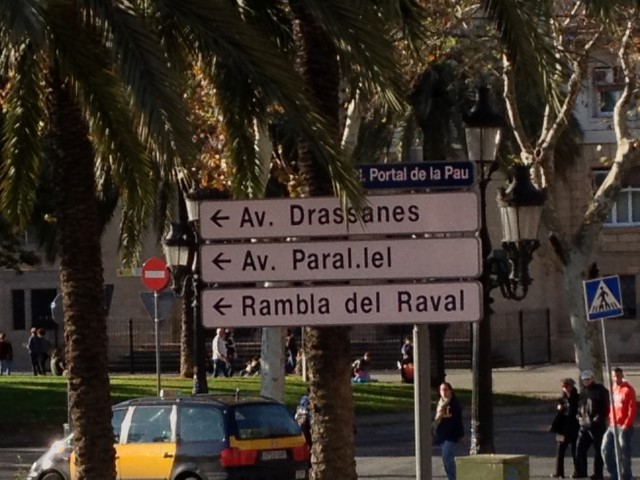 Portal de la Pau
← Av. Drassanes
← Av. Paral.lel
← Rambla del Raval